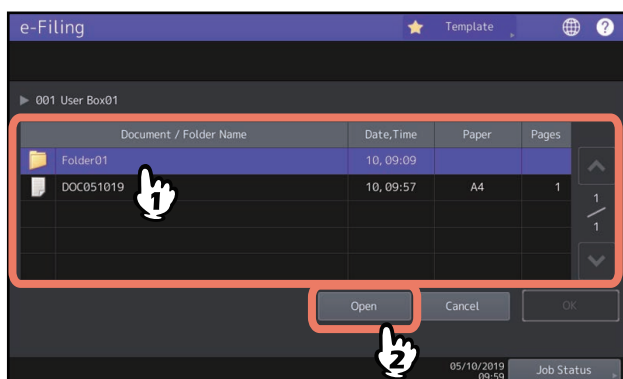 e-Filing
Template
?
001 User Box01
Document / Folder Name Date,Time Paper Pages
Folder01 10, 09:09
DOC051019 10, 09:57 A4 1
1
1
1
Open Cancel OK
2
05/10/2019
09:59
Job Status